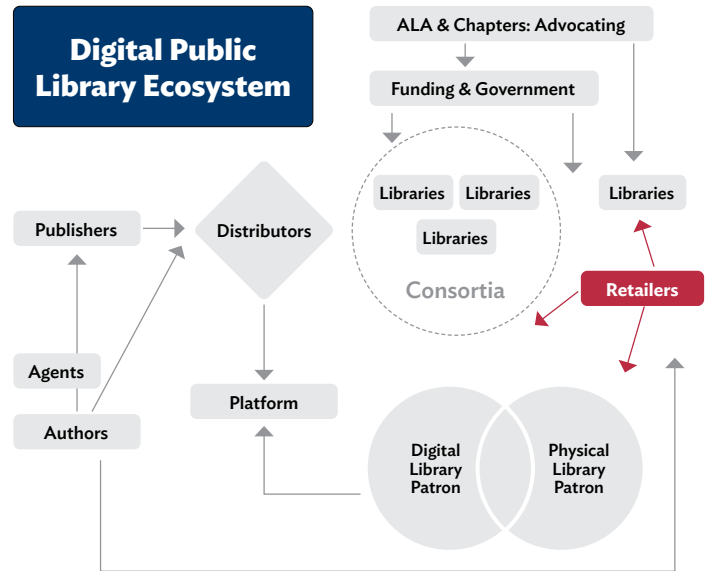 Digital Public
Library Ecosystem
ALA & Chapters: Advocating
Funding & Government
Libraries
Libraries
Libraries
Libraries
Consortia
Publishers
Distributors
Retailers
Agents
Authors
Platform
Digital
Library
Patron
Physical
Library
Patron